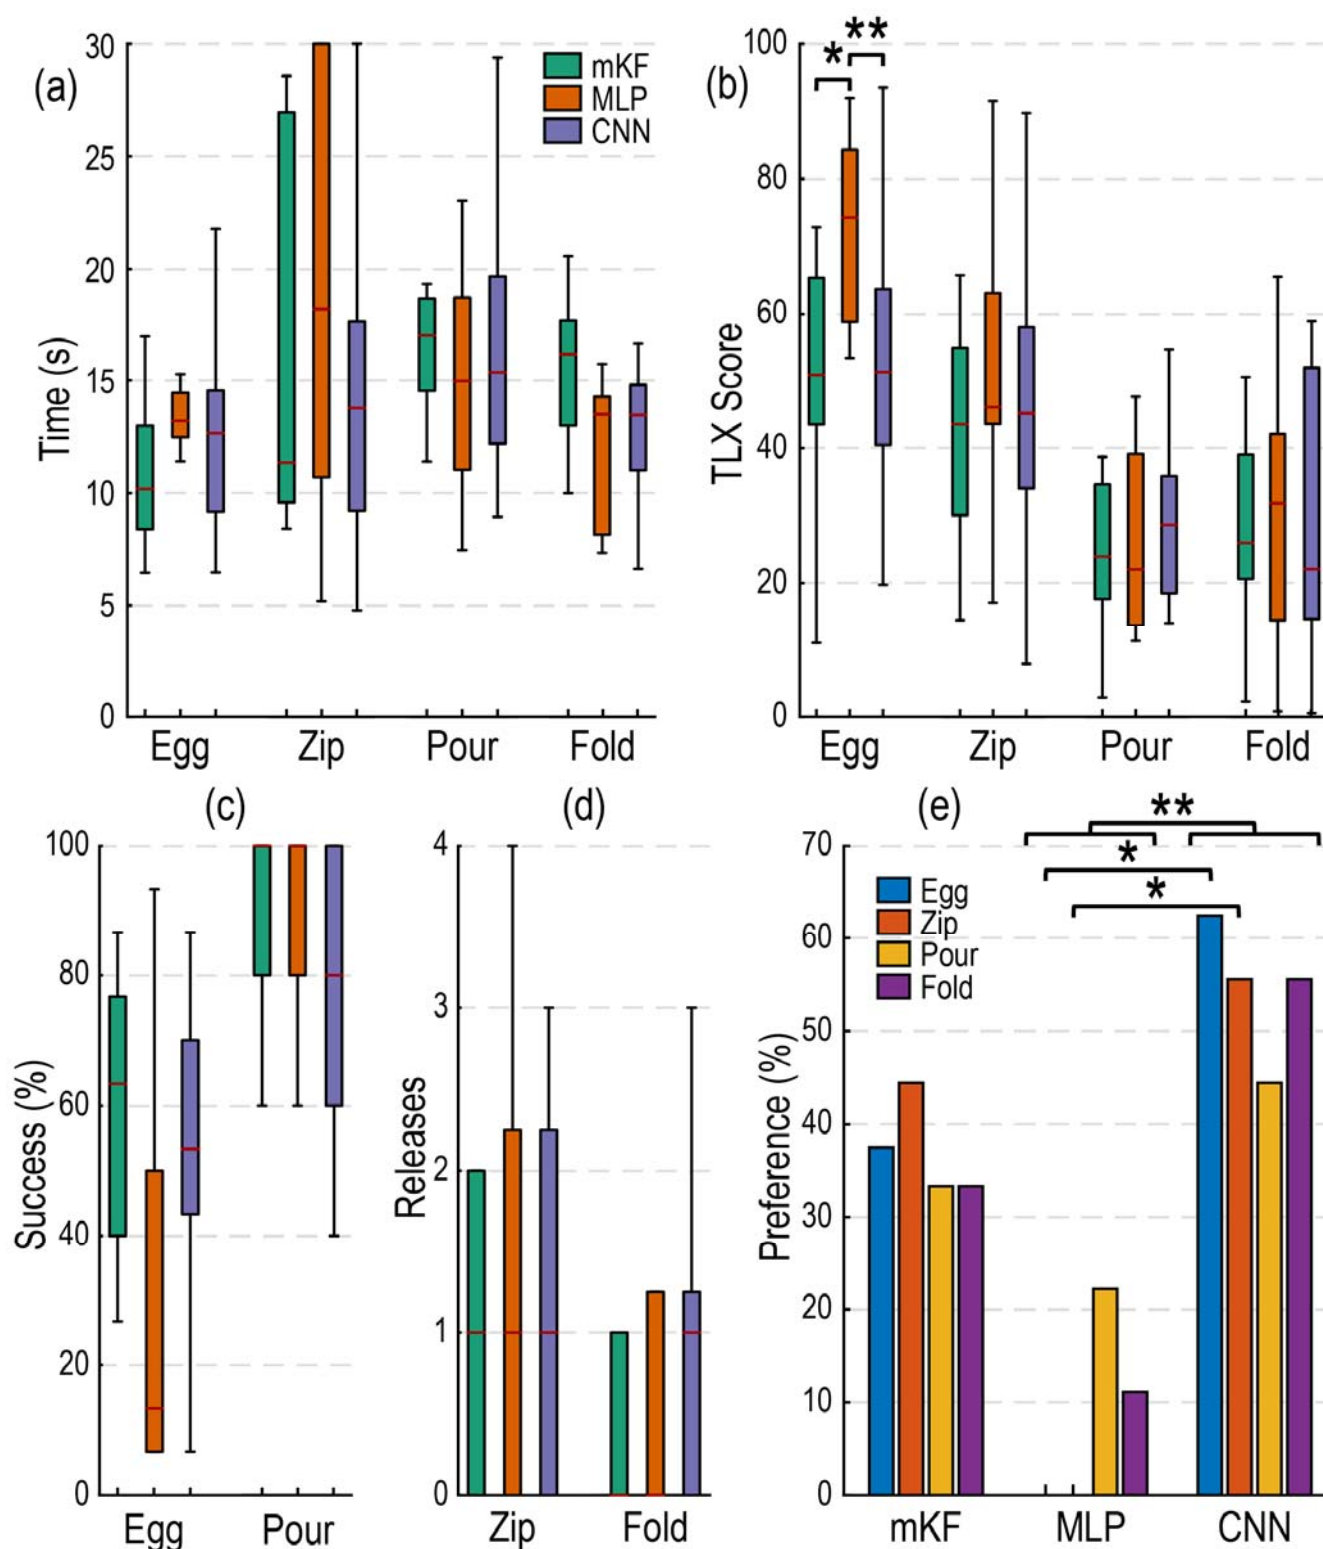 (a)
Time (s)
30
25
20
15
10
5
0
mKF
MLP
CNN
Egg Zip Pour Fold
(b)
TLX Score
100
80
60
40
20
0
*
**
Egg Zip Pour Fold
(c)
Success (%)
100
80
60
40
20
0
Egg Pour
(d)
Releases
4
3
2
1
0
Zip Fold
(e)
Preference (%)
70
60
50
40
30
20
10
0
Egg
Zip
Pour
Fold
**
*
*
mKF MLP CNN